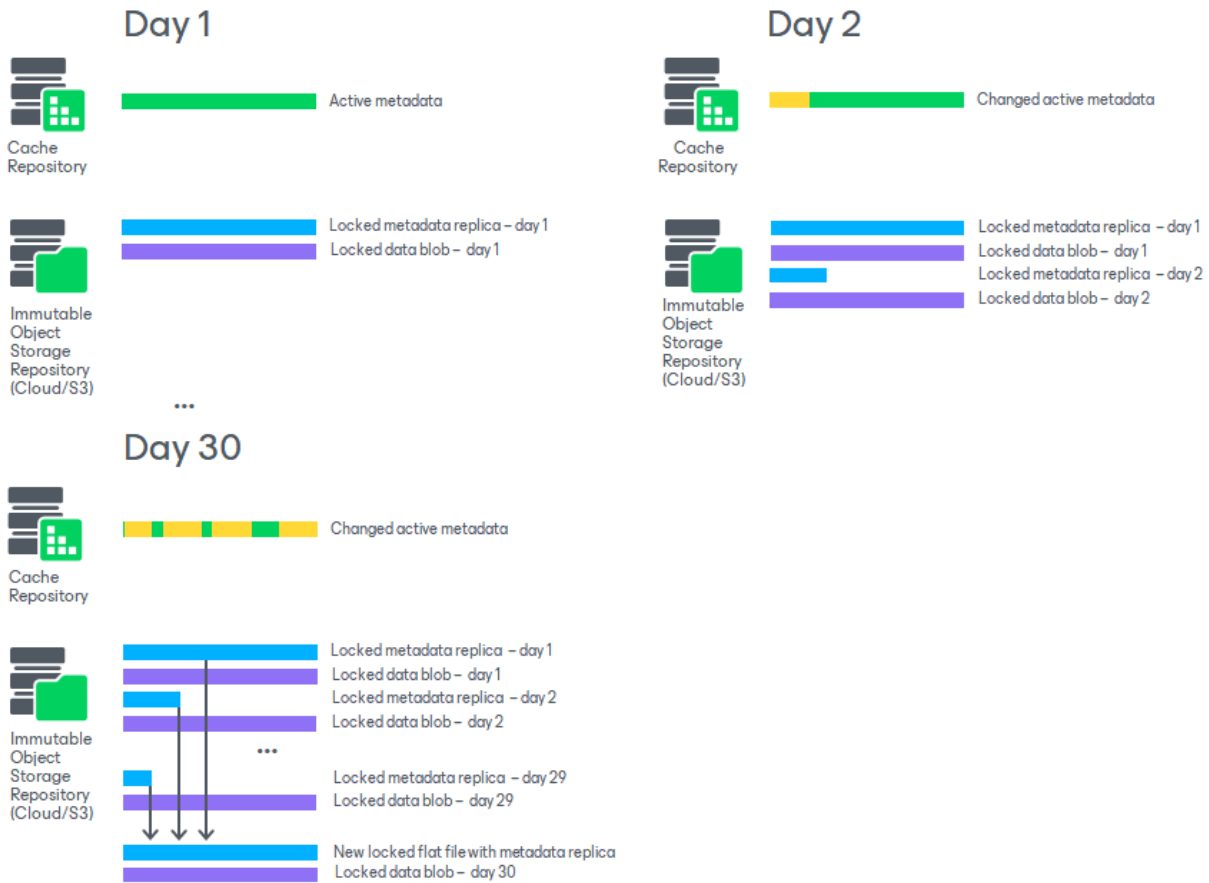 Day 1
Active metadata
Cache
Repository
Locked metadata replica – day 1
Locked data blob – day 1
Immutable
Object
Storage
Repository
(Cloud/S3)
...
Day 2
Changed active metadata
Cache
Repository
Locked metadata replica – day 1
Locked data blob – day 1
Locked metadata replica – day 2
Locked data blob – day 2
Immutable
Object
Storage
Repository
(Cloud/S3)
Day 30
Changed active metadata
Cache
Repository
Locked metadata replica – day 1
Locked data blob – day 1
Locked metadata replica – day 2
Locked data blob – day 2
...
Locked metadata replica – day 29
Locked data blob – day 29
Immutable
Object
Storage
Repository
(Cloud/S3)
New locked flat file with metadata replica
Locked data blob – day 30